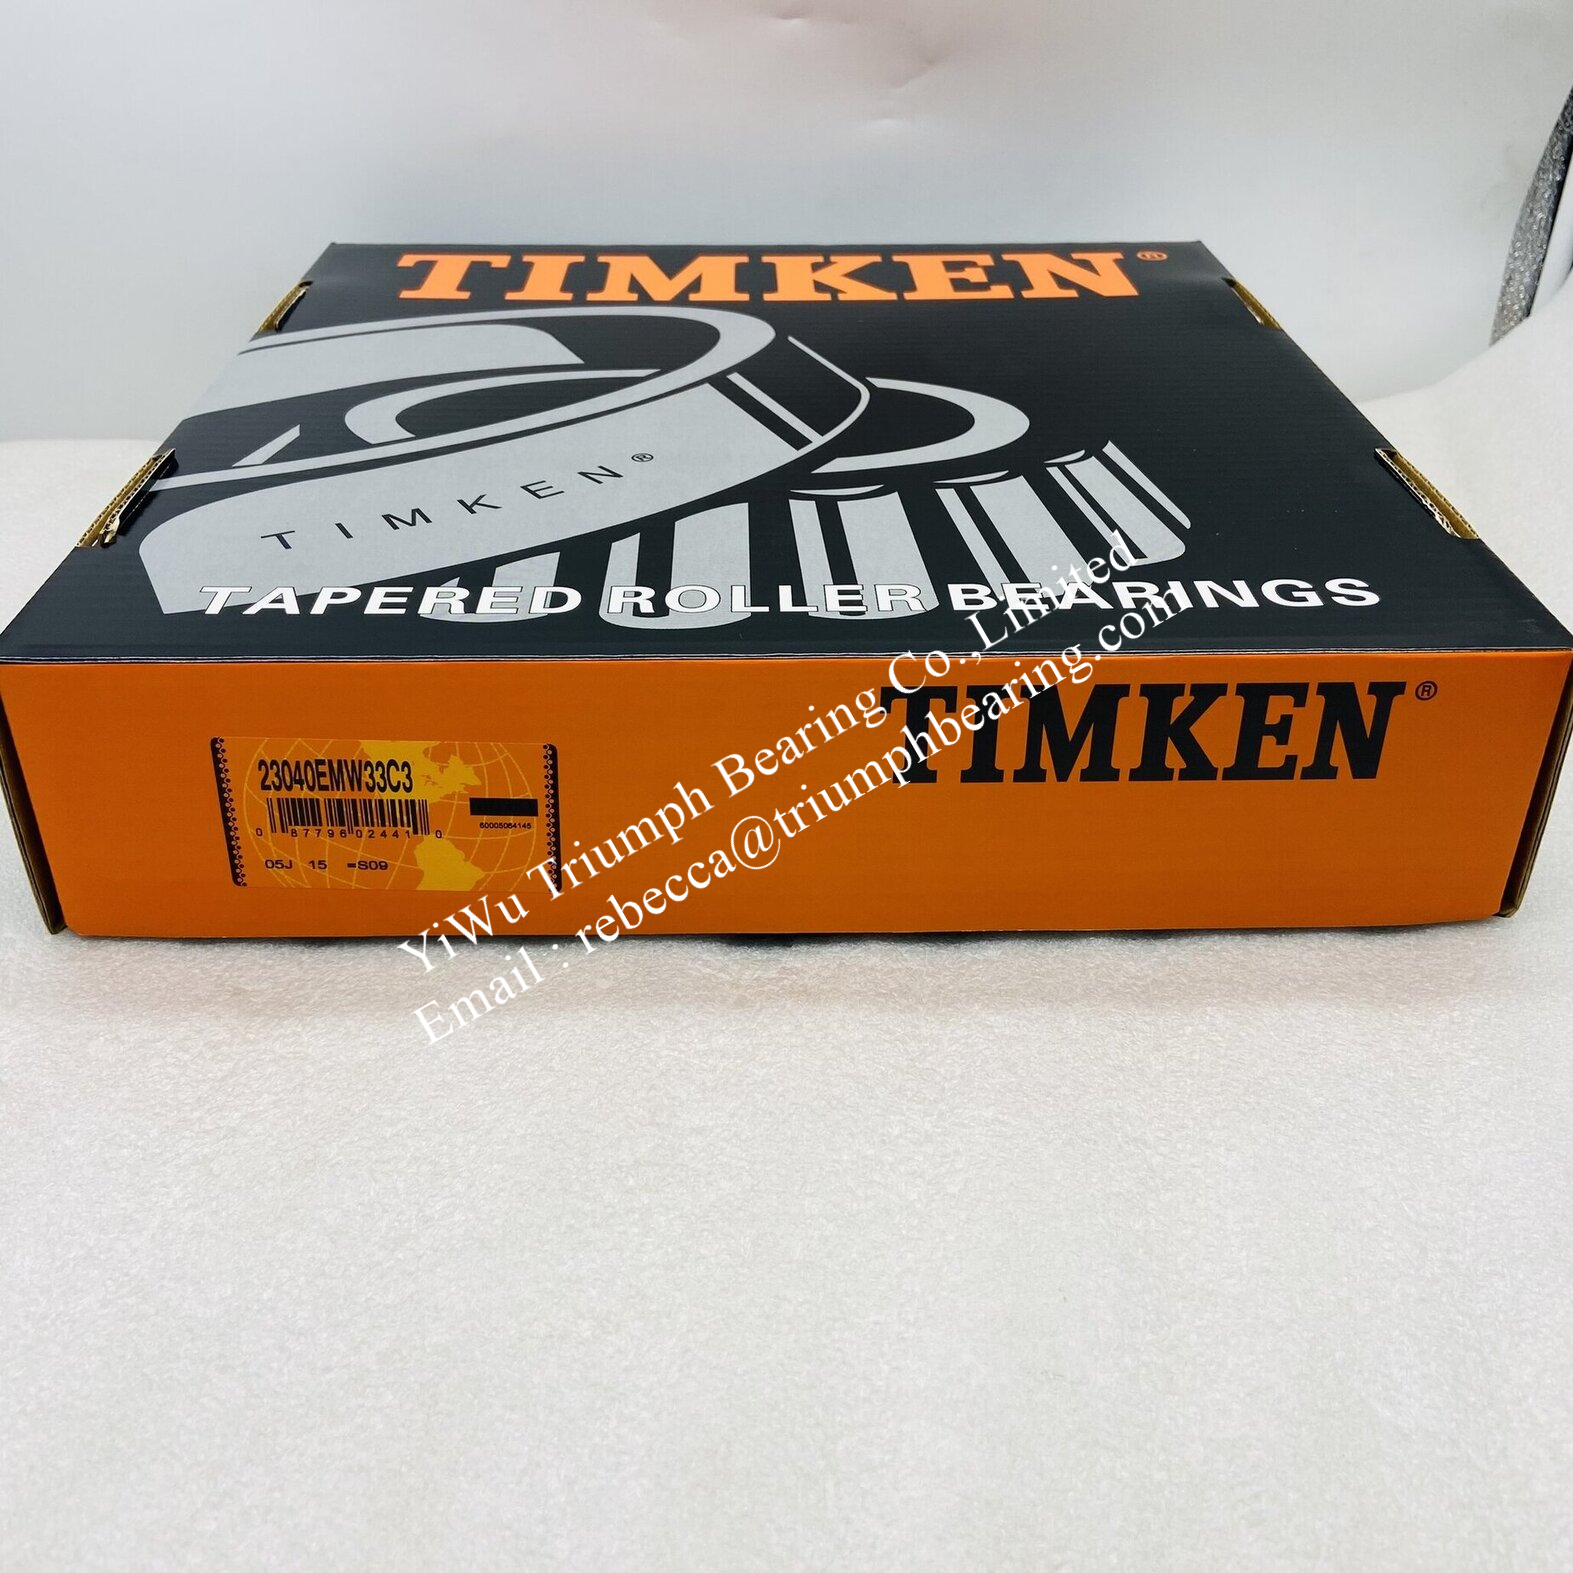 TIMKEN®
TIMKEN®
TAPERED ROLLER BEARINGS
TIMKEN®
23040EMW33C3
0 87796 02441 0
60005064145
05J 15 =S09
YiWu Triumph Bearing Co.,Limited
Email : rebecca@triumphbearing.com